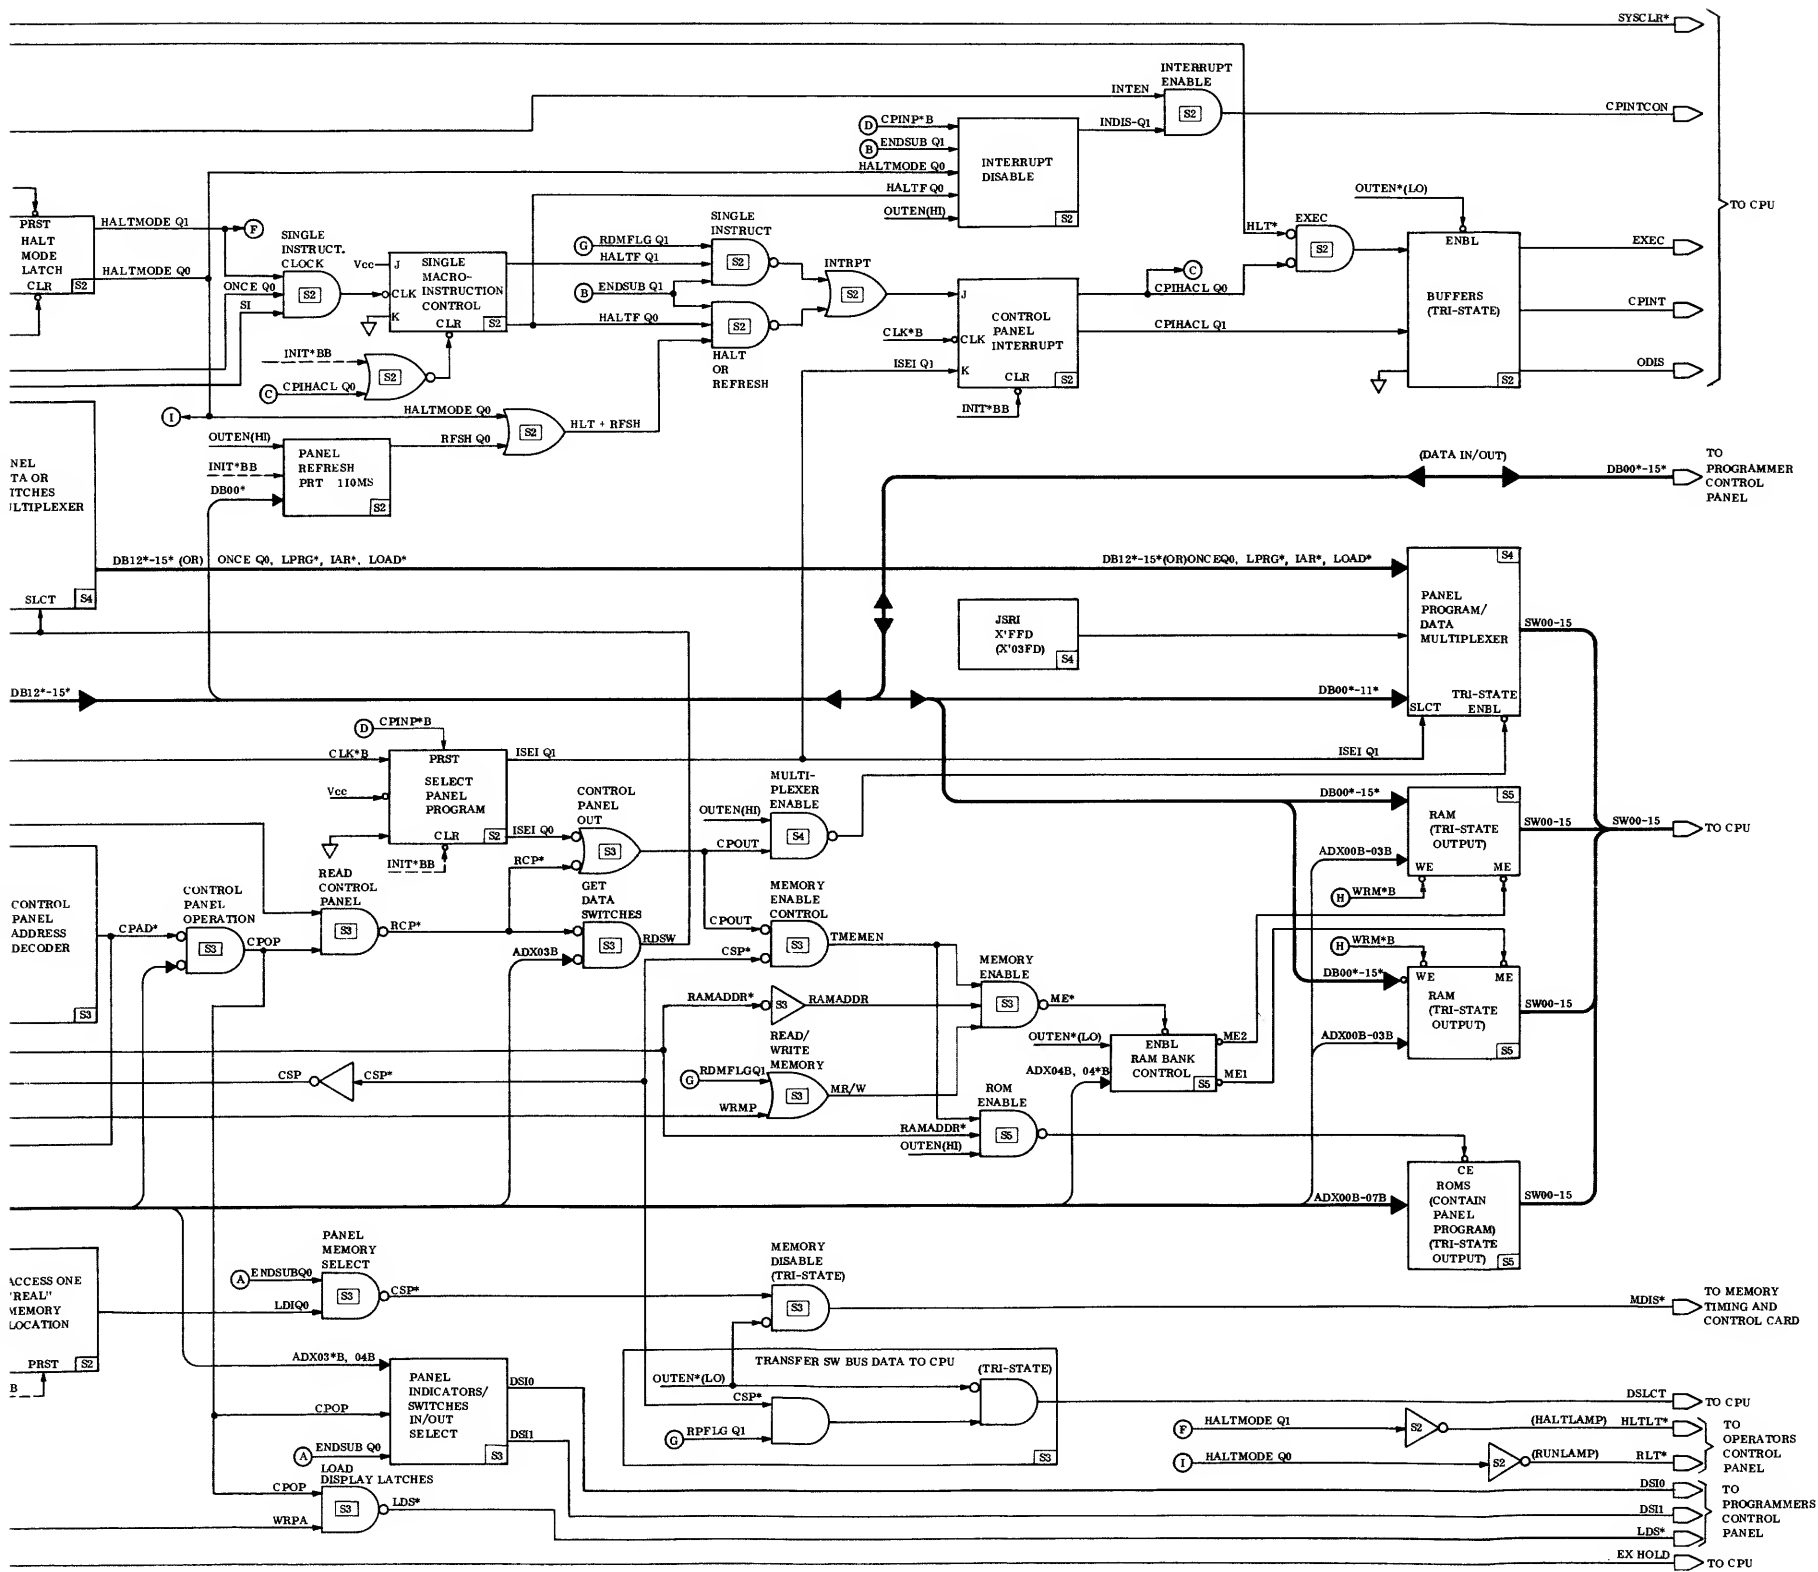 SYSCLR*
INTERRUPT
ENABLE
INTEN
S2
CPINTCON
D CPINP*B
INDIS-Q1
B ENDSUB Q1
HALTMODE Q0
INTERRUPT
DISABLE
HALTF Q0
OUTEN(HI)
S2
OUTEN*(LO)
TO CPU
PRST
HALT
MODE
LATCH
CLR
S2
HALTMODE Q1
F
HALTMODE Q0
SINGLE
INSTRUCT.
CLOCK
ONCE Q0
SI
S2
Vcc
J
SINGLE
MACRO-
INSTRUCTION
CONTROL
CLK
K
CLR
S2
SINGLE
INSTRUCT
G RDMFLG Q1
HALTF Q1
S2
B ENDSUB Q1
HALTF Q0
S2
HALT
OR
REFRESH
INTRPT
S2
HLT*
EXEC
S2
C
CPIHACL Q0
J
CONTROL
PANEL
INTERRUPT
CLK*B
CLK
CPIHACL Q1
ISEI Q1
K
CLR
S2
INIT*BB
ENBL
BUFFERS
(TRI-STATE)
S2
EXEC
CPINT
ODIS
INIT*BB
S2
C CPIHACL Q0
I
HALTMODE Q0
S2
HLT + RFSH
OUTEN(HI)
RFSH Q0
PANEL
REFRESH
PRT 110MS
S2
INIT*BB
DB00*
NEL
TA OR
ITCHES
LTIPLEXER
SLCT
S4
(DATA IN/OUT)
DB00*-15*
TO
PROGRAMMER
CONTROL
PANEL
DB12*-15* (OR) ONCE Q0, LPRG*, IAR*, LOAD*
DB12*-15*(OR)ONCEQ0, LPRG*, IAR*, LOAD*
S4
PANEL
PROGRAM/
DATA
MULTIPLEXER
TRI-STATE
SLCT
ENBL
SW00-15
JSRI
X'FFD
(X'03FD)
S4
DB12*-15*
DB00*-11*
D CPINP*B
CLK*B
PRST
ISEI Q1
ISEI Q1
SELECT
PANEL
PROGRAM
Vcc
CLR
S2
ISEI Q0
INIT*BB
CONTROL
PANEL
OUT
S3
RCP*
MULTI-
PLEXER
ENABLE
OUTEN(HI)
S4
CPOUT
DB00*-15*
S5
RAM
(TRI-STATE
OUTPUT)
WE
ME
SW00-15
SW00-15
TO CPU
ADX00B-03B
H WRM*B
CONTROL
PANEL
ADDRESS
DECODER
S3
CPAD*
CONTROL
PANEL
OPERATION
S3
CPOP
READ
CONTROL
PANEL
S3
RCP*
GET
DATA
SWITCHES
S3
RDSW
ADX03B
MEMORY
ENABLE
CONTROL
CPOUT
S3
TMEMEN
CSP*
MEMORY
ENABLE
S3
ME*
RAMADDR*
S3
RAMADDR
READ/
WRITE
MEMORY
G RDMFLGQ1
S3
MR/W
WRMP
OUTEN*(LO)
ENBL
RAM BANK
CONTROL
S5
ME2
ME1
ADX04B, 04*B
H WRM*B
DB00*-15*
WE
ME
RAM
(TRI-STATE
OUTPUT)
S5
SW00-15
ADX00B-03B
CSP
CSP*
ROM
ENABLE
S5
RAMADDR*
OUTEN(HI)
CE
ROMS
(CONTAIN
PANEL
PROGRAM)
(TRI-STATE
OUTPUT)
S5
ADX00B-07B
SW00-15
ACCESS ONE
"REAL"
MEMORY
LOCATION
PRST
S2
B
PANEL
MEMORY
SELECT
A ENDSUBQ0
S3
CSP*
LDIQ0
MEMORY
DISABLE
(TRI-STATE)
S3
MDIS*
TO MEMORY
TIMING AND
CONTROL CARD
ADX03*B, 04B
PANEL
INDICATORS/
SWITCHES
IN/OUT
SELECT
S3
CPOP
A ENDSUB Q0
DSI0
DSI1
TRANSFER SW BUS DATA TO CPU
(TRI-STATE)
OUTEN*(LO)
CSP*
G RPFLG Q1
S3
DSLCT
TO CPU
F HALTMODE Q1
S2
(HALTLAMP) HLTLT*
I HALTMODE Q0
S2
(RUNLAMP) RLT*
TO
OPERATORS
CONTROL
PANEL
LOAD
DISPLAY LATCHES
CPOP
S3
LDS*
WRPA
DSI0
DSI1
LDS*
TO
PROGRAMMERS
CONTROL
PANEL
EX HOLD
TO CPU